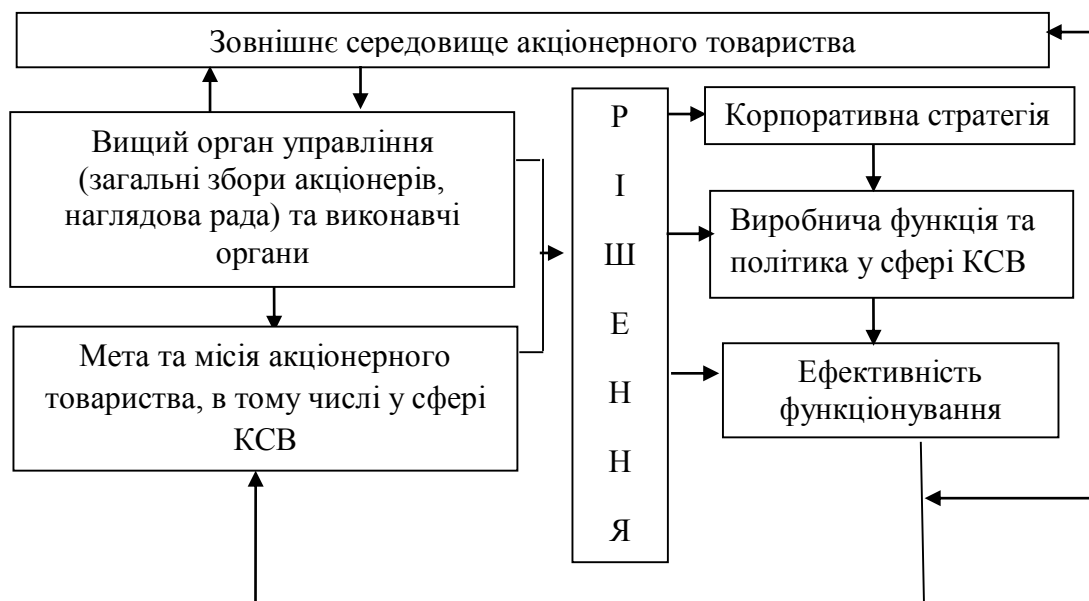 Зовнішнє середовище акціонерного товариства
Вищий орган управління
(загальні збори акціонерів,
наглядова рада) та виконавчі
органи
Мета та місія акціонерного
товариства, в тому числі у сфері
КСВ
Р
І
Ш
Е
Н
Н
Я
Корпоративна стратегія
Виробнича функція та
політика у сфері КСВ
Ефективність
функціонування